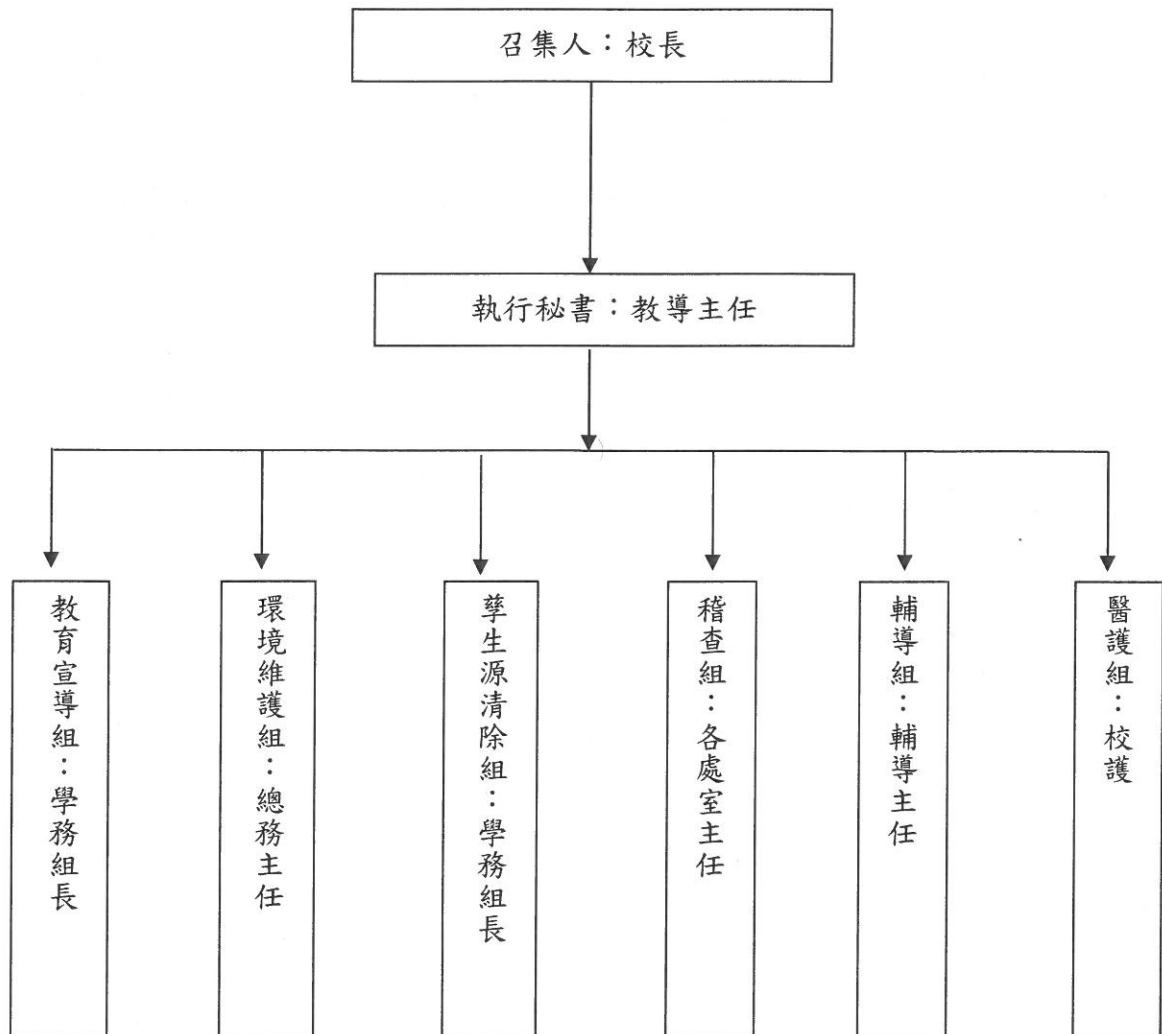 召集人：校長
執行秘書：教導主任
教育宣導組：學務組長
環境維護組：總務主任
孳生源清除組：學務組長
稽查組：各處室主任
輔導組：輔導主任
醫護組：校護